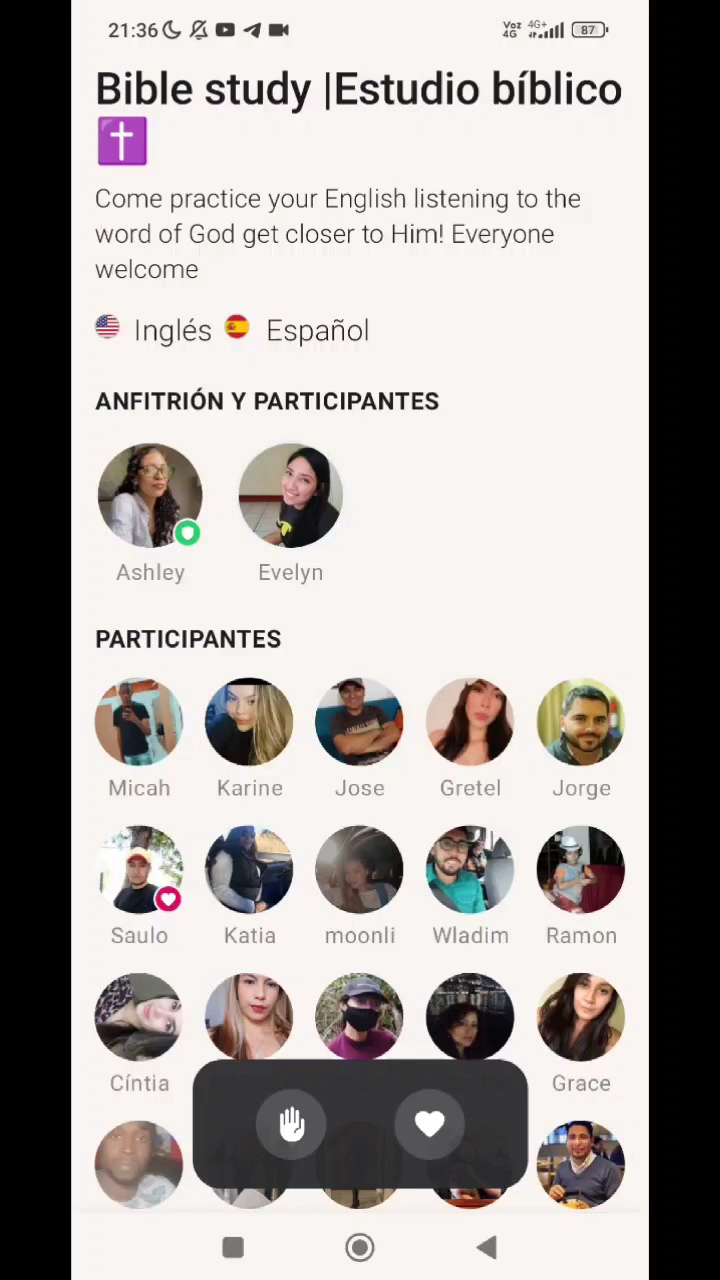 21:36
Voz 4G 4G+ 87
Bible study |Estudio bíblico
✝️
Come practice your English listening to the
word of God get closer to Him! Everyone
welcome
Inglés Español
ANFITRIÓN Y PARTICIPANTES
Ashley Evelyn
PARTICIPANTES
Micah Karine Jose Gretel Jorge
Saulo Katia moonli Wladim Ramon
Cíntia Grace